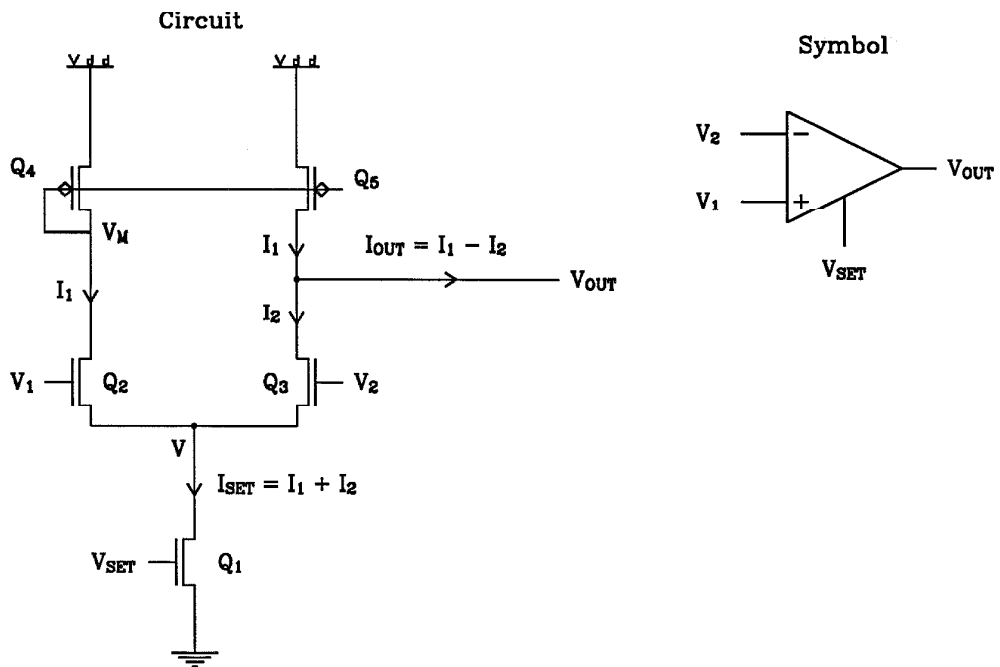 Circuit
Symbol
Vdd
Vdd
Q4
Q5
VM
I1
IOUT = I1 − I2
VOUT
I1
I2
V1
Q2
Q3
V2
V
ISET = I1 + I2
VSET
Q1
V2
−
V1
+
VOUT
VSET